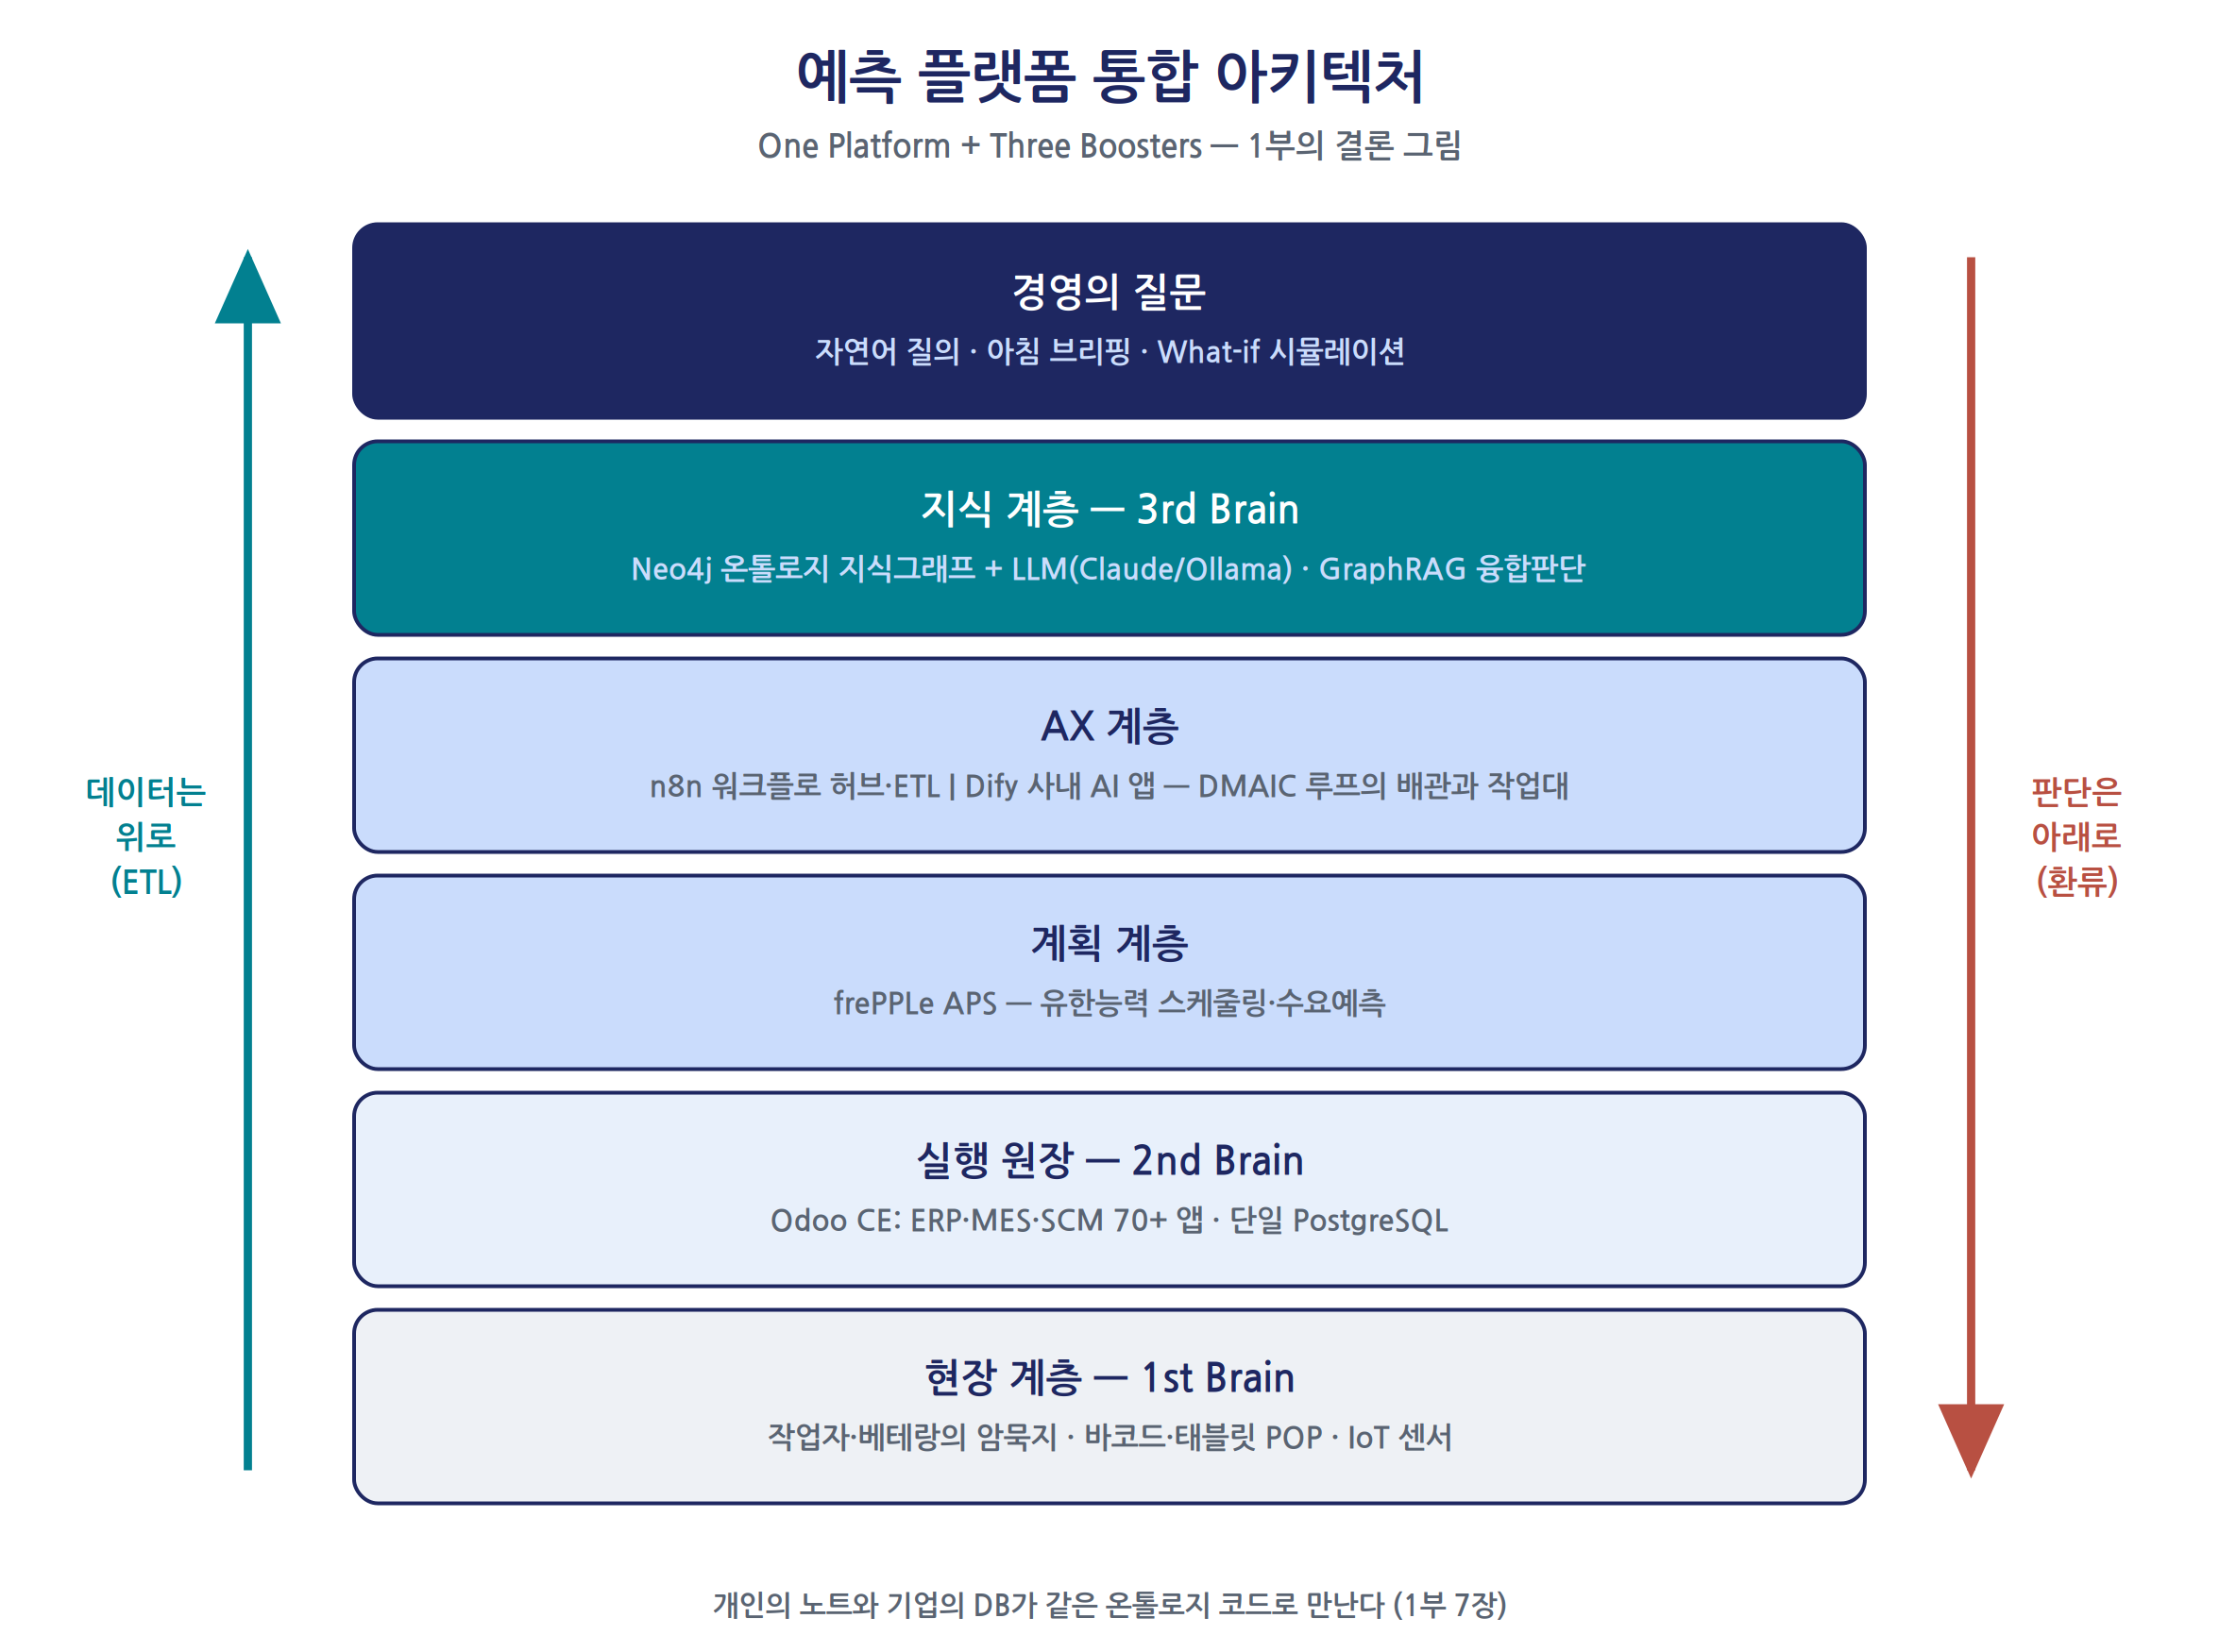 예측 플랫폼 통합 아키텍처
One Platform + Three Boosters — 1부의 결론 그림
경영의 질문
자연어 질의 · 아침 브리핑 · What-if 시뮬레이션
지식 계층 — 3rd Brain
Neo4j 온톨로지 지식그래프 + LLM(Claude/Ollama) · GraphRAG 융합판단
AX 계층
n8n 워크플로 허브·ETL | Dify 사내 AI 앱 — DMAIC 루프의 배관과 작업대
데이터는
위로
(ETL)
판단은
아래로
(환류)
계획 계층
frePPLe APS — 유한능력 스케줄링·수요예측
실행 원장 — 2nd Brain
Odoo CE: ERP·MES·SCM 70+ 앱 · 단일 PostgreSQL
현장 계층 — 1st Brain
작업자·베테랑의 암묵지 · 바코드·태블릿 POP · IoT 센서
개인의 노트와 기업의 DB가 같은 온톨로지 코드로 만난다 (1부 7장)